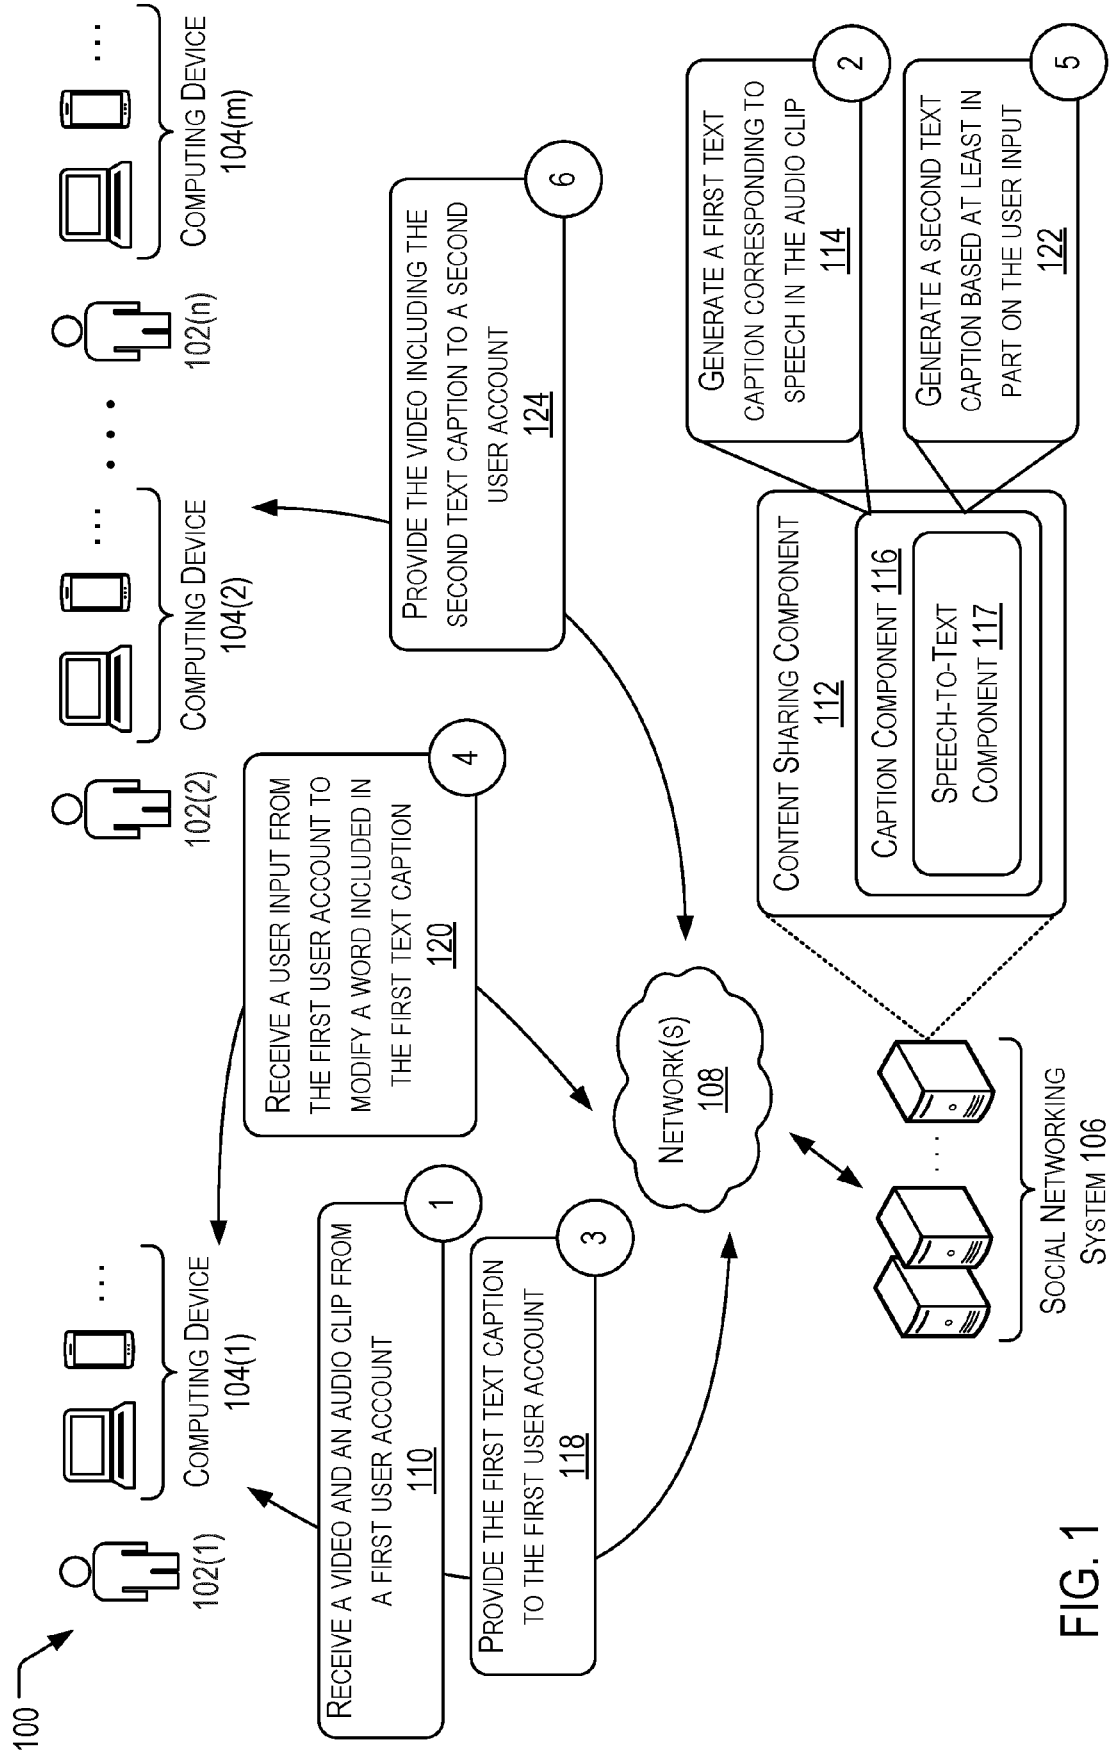 100
102(1)
COMPUTING DEVICE
104(1)
...
102(2)
COMPUTING DEVICE
104(2)
...
• • •
102(n)
COMPUTING DEVICE
104(m)
...
RECEIVE A VIDEO AND AN AUDIO CLIP FROM
A FIRST USER ACCOUNT
110
1
PROVIDE THE FIRST TEXT CAPTION
TO THE FIRST USER ACCOUNT
118
3
RECEIVE A USER INPUT FROM
THE FIRST USER ACCOUNT TO
MODIFY A WORD INCLUDED IN
THE FIRST TEXT CAPTION
120
4
PROVIDE THE VIDEO INCLUDING THE
SECOND TEXT CAPTION TO A SECOND
USER ACCOUNT
124
6
NETWORK(S)
108
SOCIAL NETWORKING
SYSTEM 106
...
CONTENT SHARING COMPONENT
112
CAPTION COMPONENT 116
SPEECH-TO-TEXT
COMPONENT 117
GENERATE A FIRST TEXT
CAPTION CORRESPONDING TO
SPEECH IN THE AUDIO CLIP
114
2
GENERATE A SECOND TEXT
CAPTION BASED AT LEAST IN
PART ON THE USER INPUT
122
5
FIG. 1